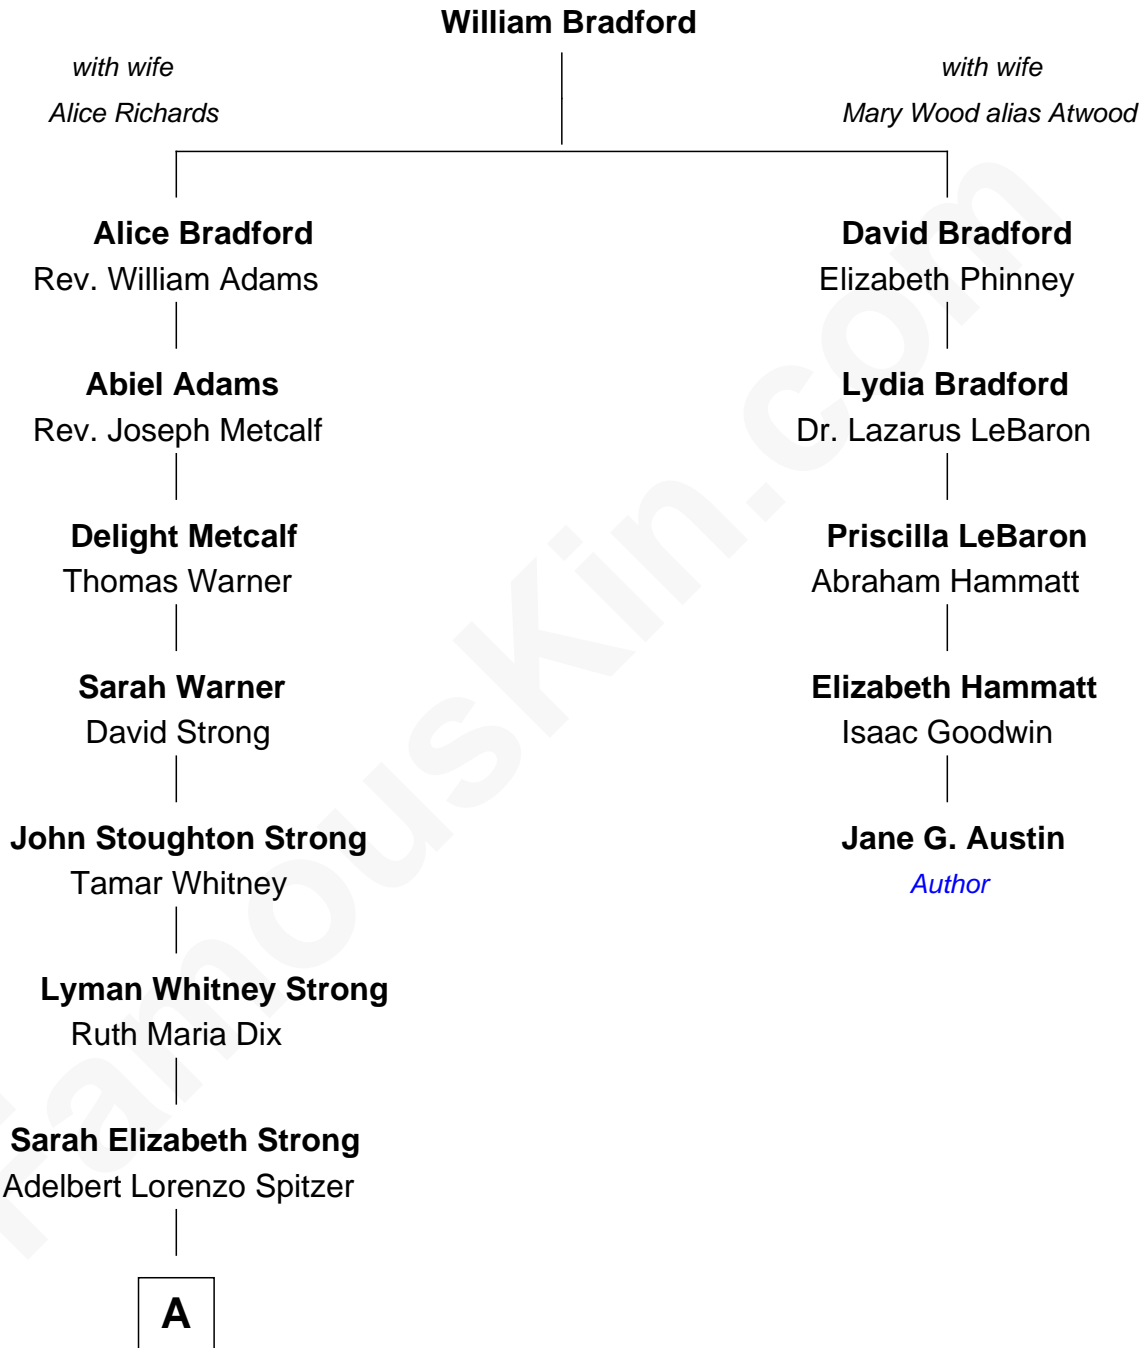 William Bradford
with wife
Alice Richards
with wife
Mary Wood alias Atwood
Alice Bradford
Rev. William Adams
David Bradford
Elizabeth Phinney
Abiel Adams
Rev. Joseph Metcalf
Lydia Bradford
Dr. Lazarus LeBaron
Delight Metcalf
Thomas Warner
Priscilla LeBaron
Abraham Hammatt
Sarah Warner
David Strong
Elizabeth Hammatt
Isaac Goodwin
John Stoughton Strong
Tamar Whitney
Jane G. Austin
Author
Lyman Whitney Strong
Ruth Maria Dix
Sarah Elizabeth Strong
Adelbert Lorenzo Spitzer
A
FamousKin.com